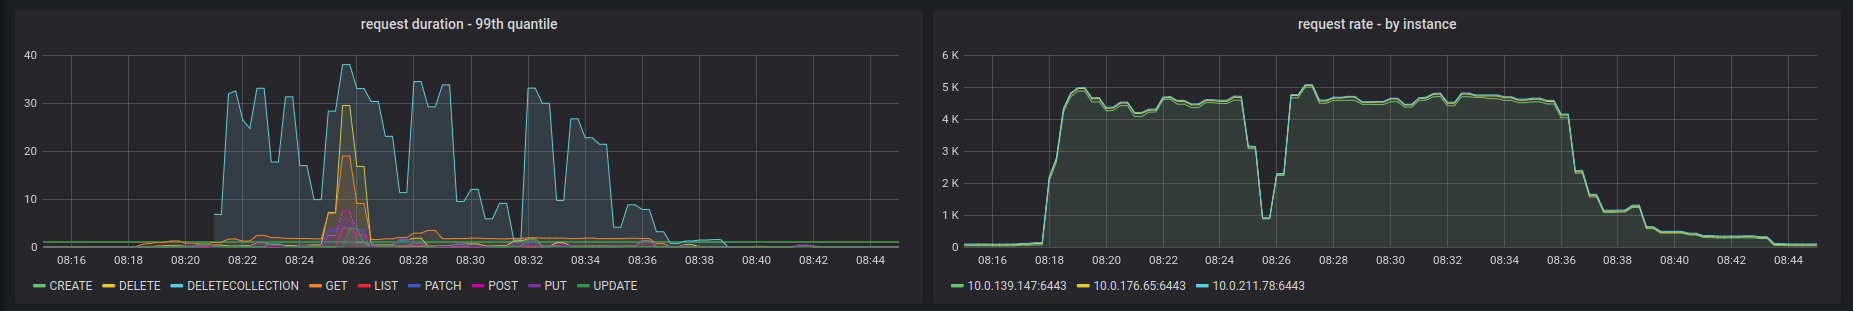 request duration - 99th quantile
40
30
20
10
0
08:16 08:18 08:20 08:22 08:24 08:26 08:28 08:30 08:32 08:34 08:36 08:38 08:40 08:42 08:44
CREATE DELETE DELETECOLLECTION GET LIST PATCH POST PUT UPDATE
request rate - by instance
6 K
5 K
4 K
3 K
2 K
1 K
0
08:16 08:18 08:20 08:22 08:24 08:26 08:28 08:30 08:32 08:34 08:36 08:38 08:40 08:42 08:44
10.0.139.147:6443 10.0.176.65:6443 10.0.211.78:6443